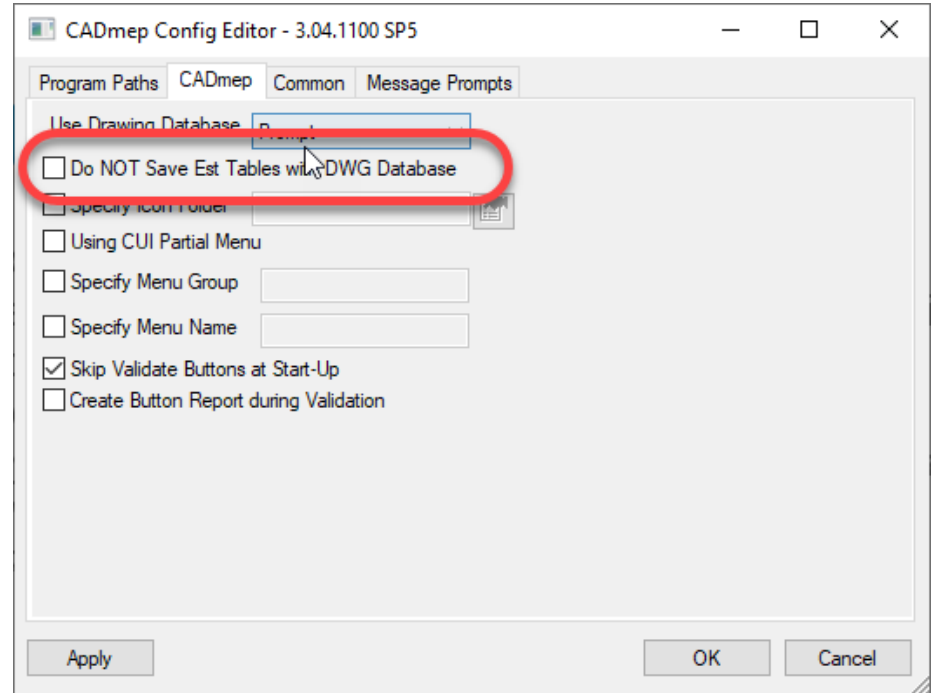 CADmep Config Editor - 3.04.1100 SP5
Program Paths CADmep Common Message Prompts
Use Drawing Database Prompt
Do NOT Save Est Tables with DWG Database
Specify Icon Folder
Using CUI Partial Menu
Specify Menu Group
Specify Menu Name
Skip Validate Buttons at Start-Up
Create Button Report during Validation
Apply OK Cancel